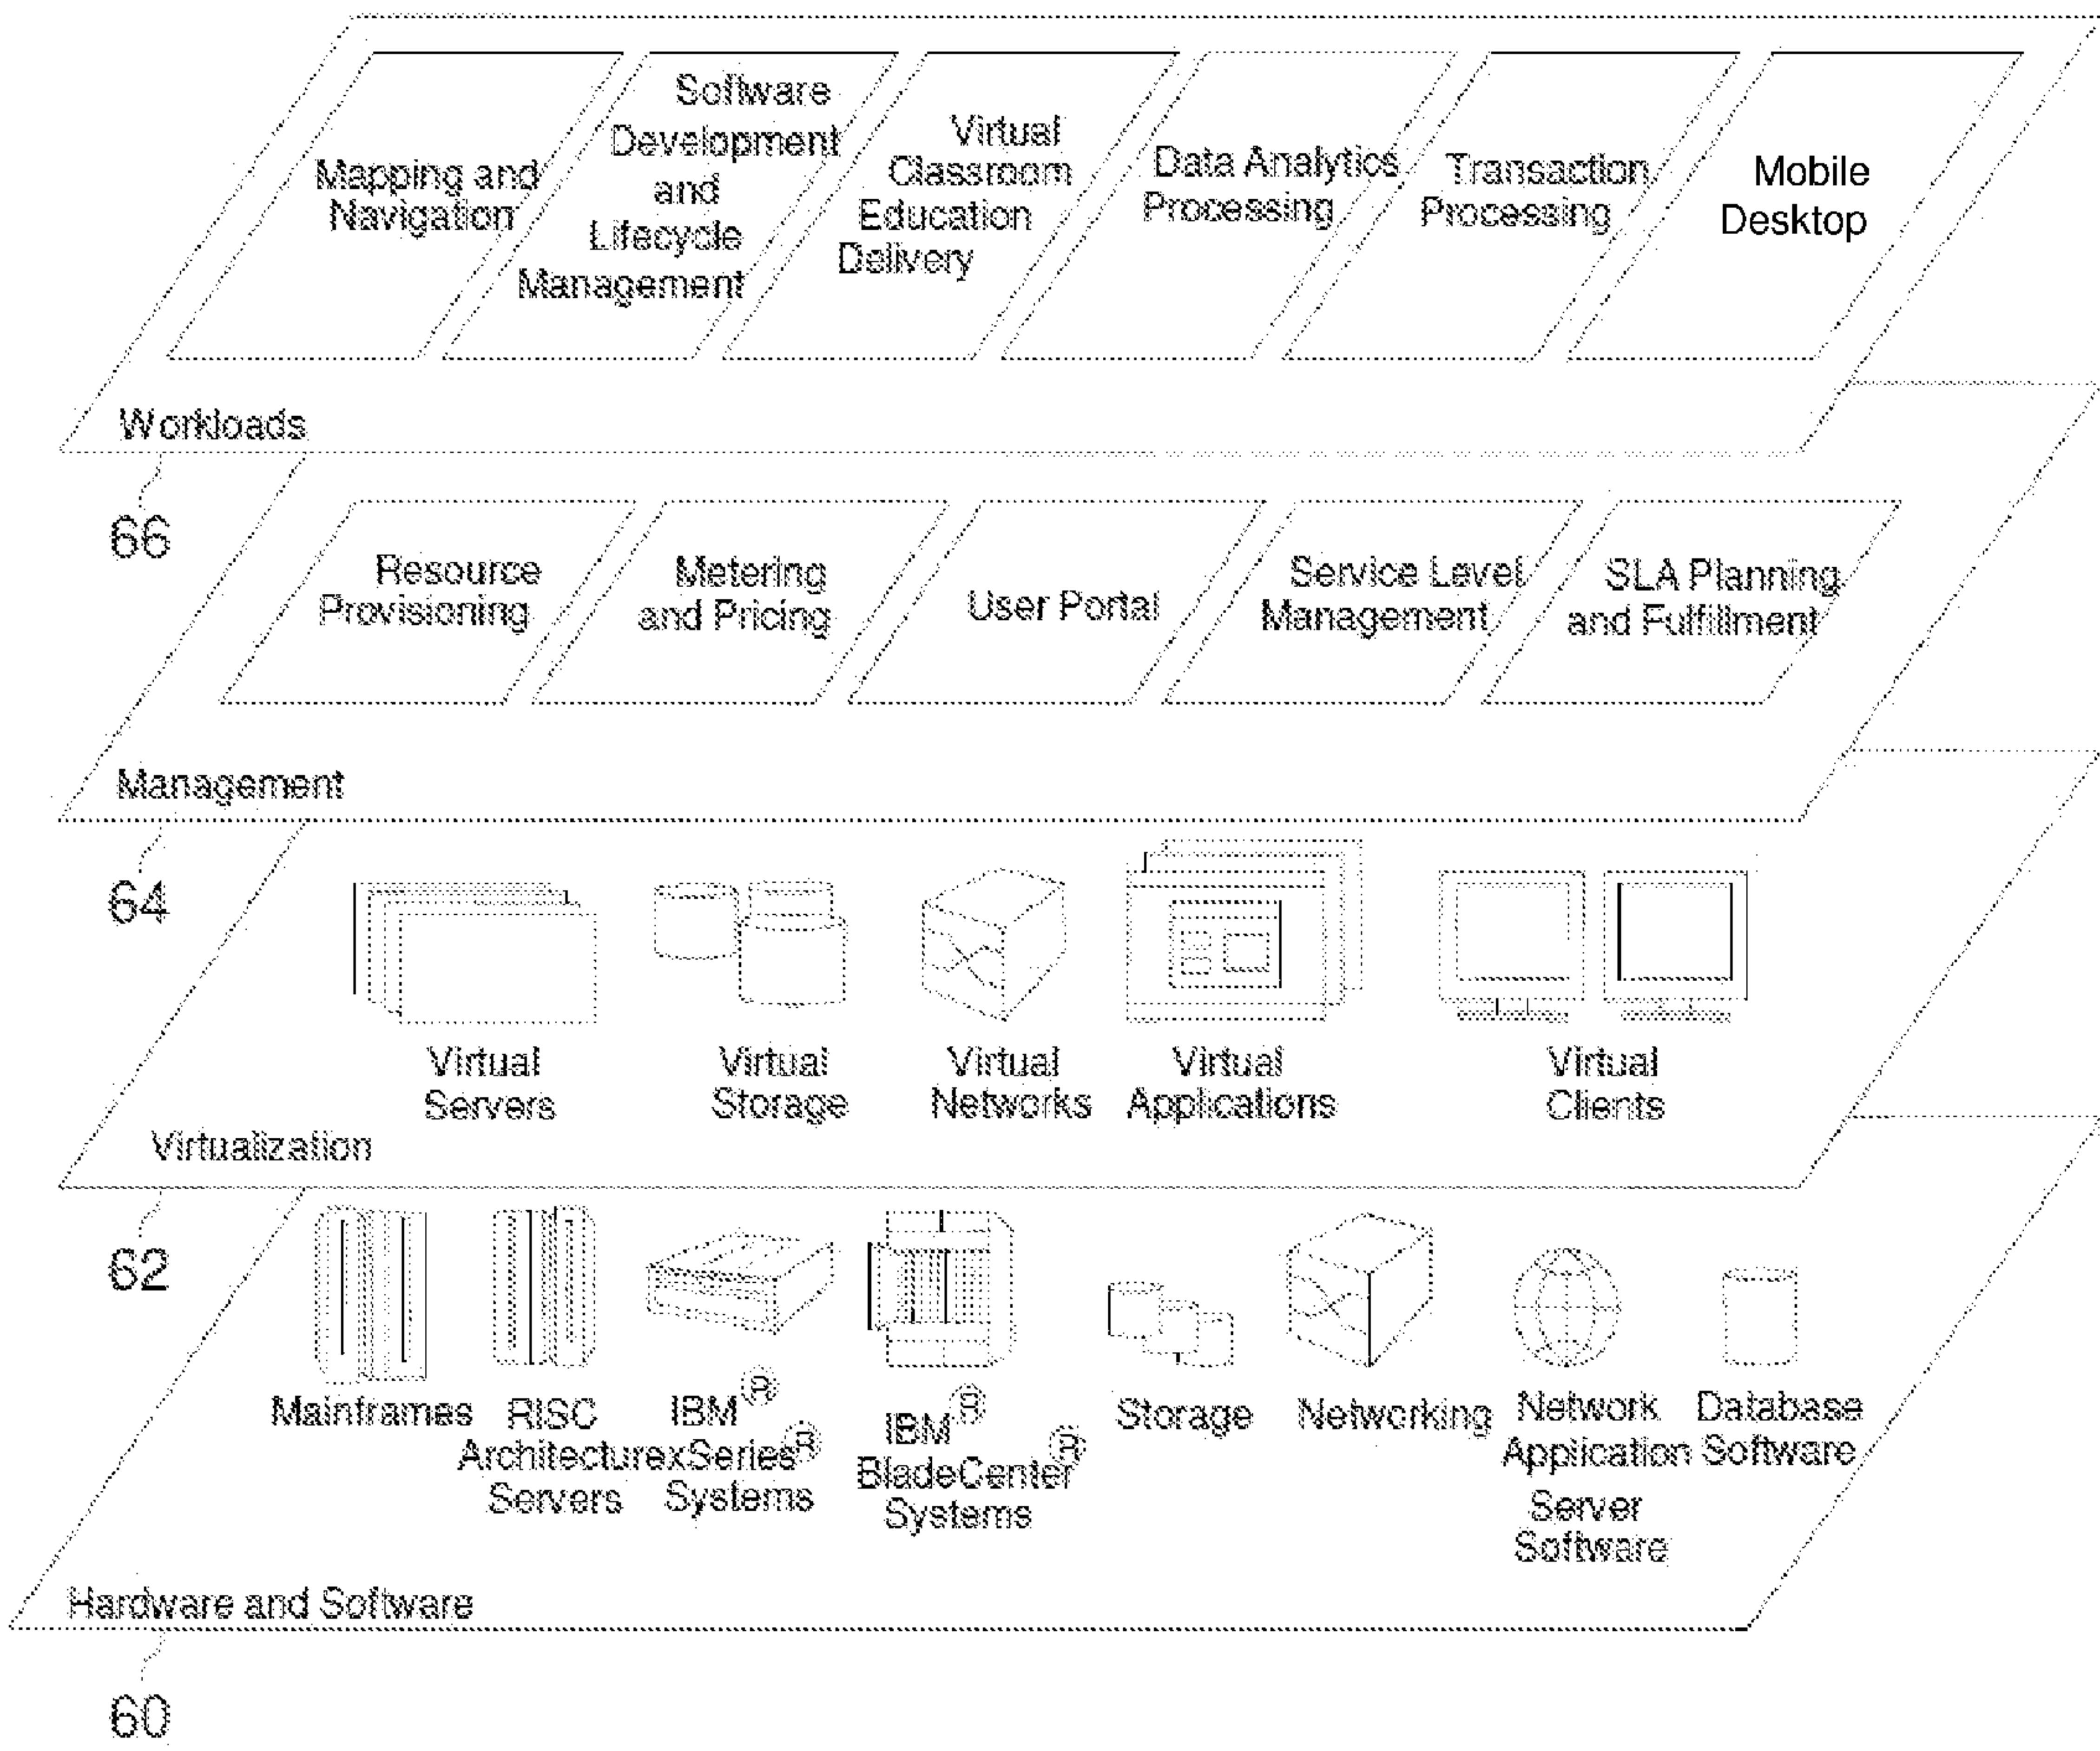 Mapping and
Navigation
Software
Development
and
Lifecycle
Management
Virtual
Classroom
Education
Delivery
Data Analytics
Processing
Transaction
Processing
Mobile
Desktop
Workloads
66
Resource
Provisioning
Metering
and Pricing
User Portal
Service Level
Management
SLA Planning
and Fulfillment
Management
64
Virtual
Servers
Virtual
Storage
Virtual
Networks
Virtual
Applications
Virtual
Clients
Virtualization
62
Mainframes
RISC
Architecture
Servers
IBM®
xSeries®
Systems
IBM®
BladeCenter®
Systems
Storage
Networking
Network
Application
Server
Software
Database
Software
Hardware and Software
60